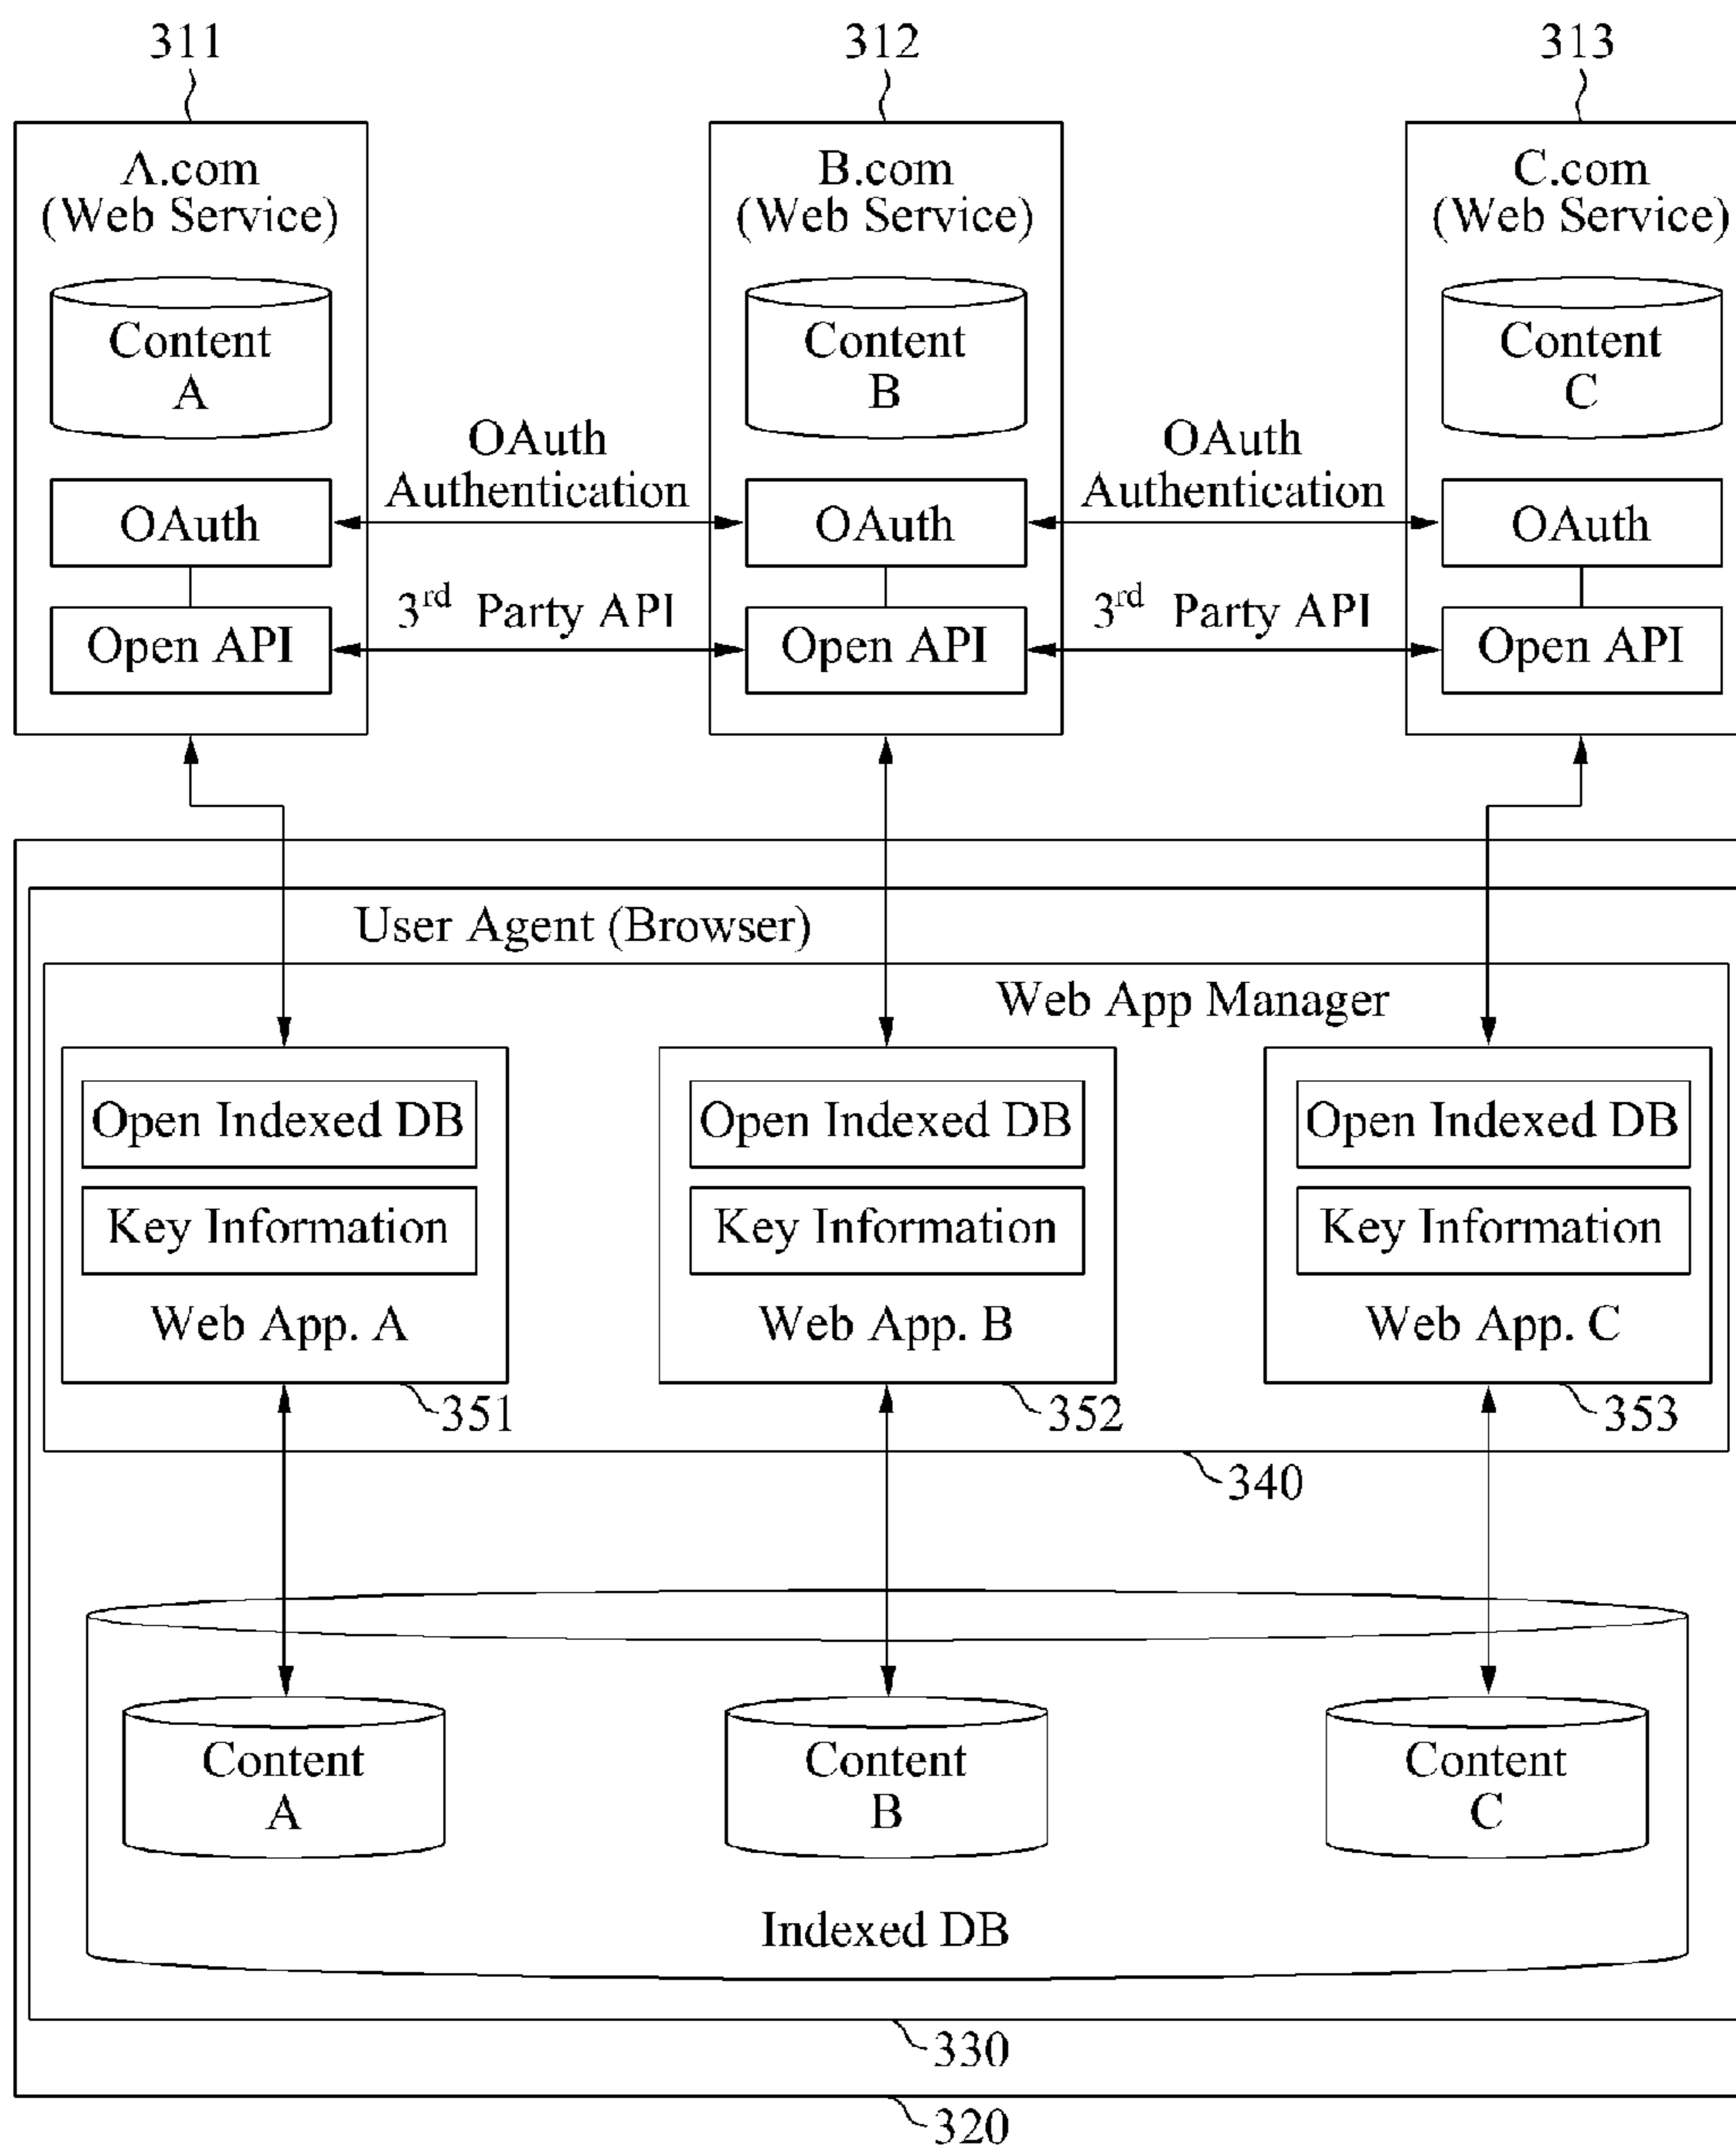 311
312
313
A.com
(Web Service)
B.com
(Web Service)
C.com
(Web Service)
Content
A
Content
B
Content
C
OAuth
Authentication
OAuth
Authentication
OAuth
OAuth
OAuth
3rd Party API
3rd Party API
Open API
Open API
Open API
User Agent (Browser)
Web App Manager
Open Indexed DB
Key Information
Web App. A
Open Indexed DB
Key Information
Web App. B
Open Indexed DB
Key Information
Web App. C
351
352
353
340
Content
A
Content
B
Content
C
Indexed DB
330
320